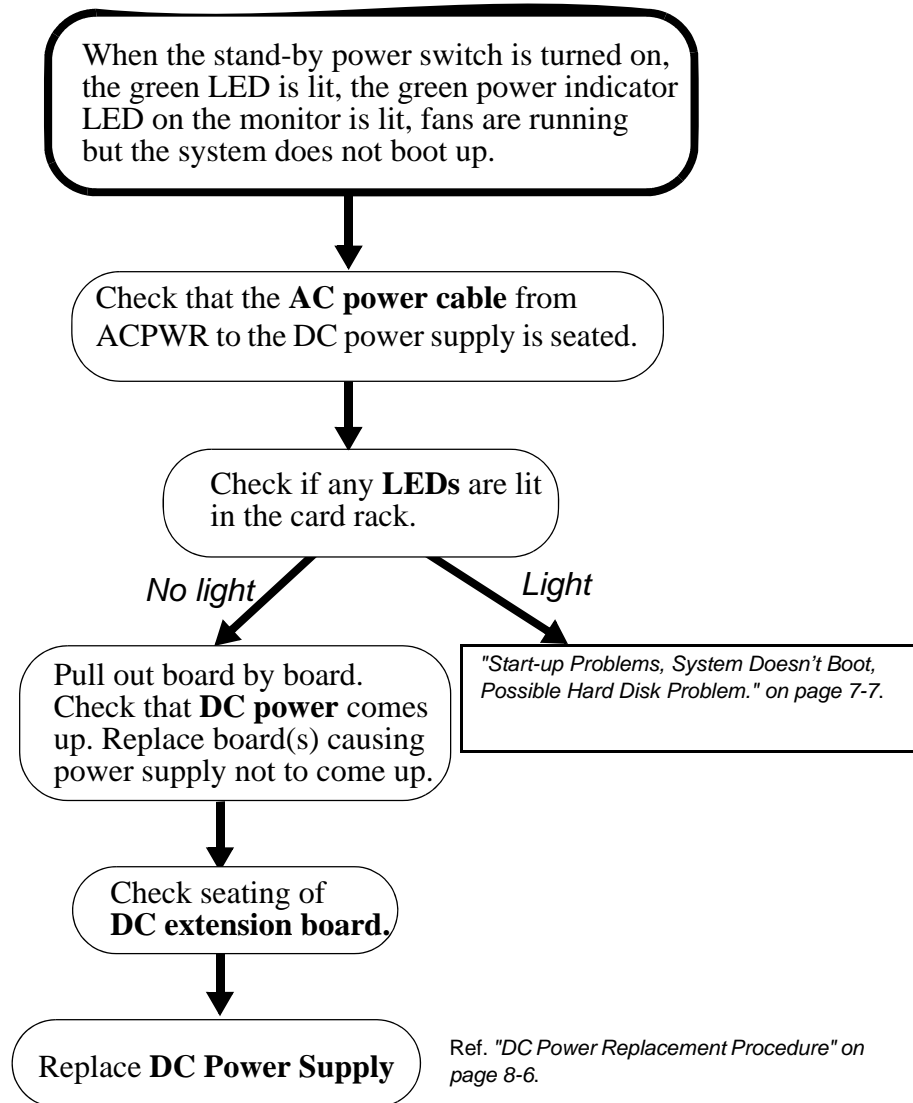 When the stand-by power switch is turned on,
the green LED is lit, the green power indicator
LED on the monitor is lit, fans are running
but the system does not boot up.
Check that the AC power cable from
ACPWR to the DC power supply is seated.
Check if any LEDs are lit
in the card rack.
No light
Light
Pull out board by board.
Check that DC power comes
up. Replace board(s) causing
power supply not to come up.
"Start-up Problems, System Doesn't Boot,
Possible Hard Disk Problem." on page 7-7.
Check seating of
DC extension board.
Replace DC Power Supply
Ref. "DC Power Replacement Procedure" on
page 8-6.